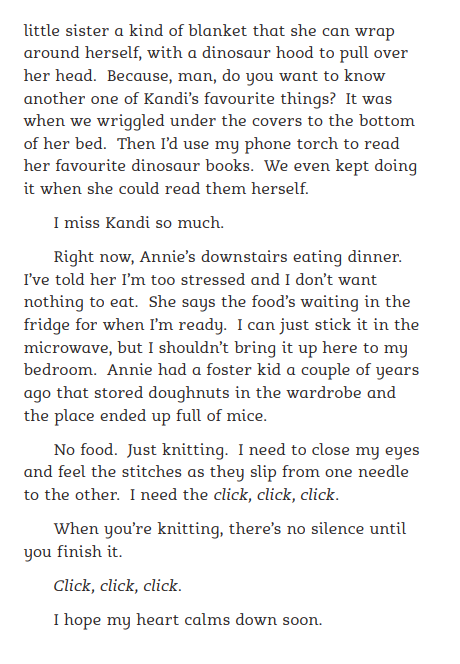 little sister a kind of blanket that she can wrap
around herself, with a dinosaur hood to pull over
her head.  Because, man, do you want to know
another one of Kandi’s favourite things?  It was
when we wriggled under the covers to the bottom
of her bed.  Then I’d use my phone torch to read
her favourite dinosaur books.  We even kept doing
it when she could read them herself.
I miss Kandi so much.
Right now, Annie’s downstairs eating dinner.
I’ve told her I’m too stressed and I don’t want
nothing to eat.  She says the food’s waiting in the
fridge for when I’m ready.  I can just stick it in the
microwave, but I shouldn’t bring it up here to my
bedroom.  Annie had a foster kid a couple of years
ago that stored doughnuts in the wardrobe and
the place ended up full of mice.
No food.  Just knitting.  I need to close my eyes
and feel the stitches as they slip from one needle
to the other.  I need the click, click, click.
When you’re knitting, there’s no silence until
you finish it.
Click, click, click.
I hope my heart calms down soon.